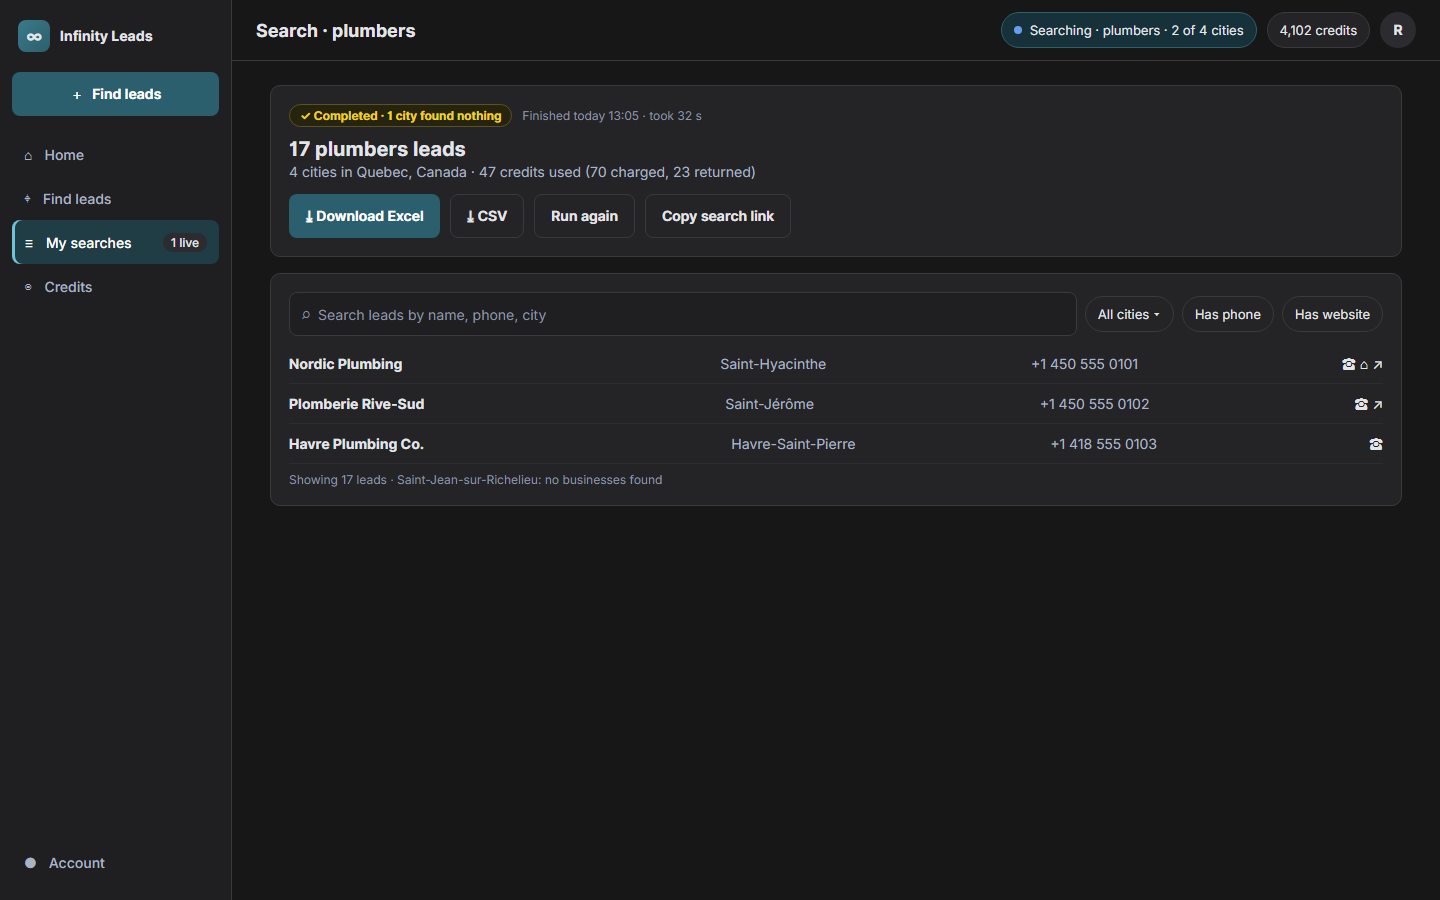 Infinity Leads
+ Find leads
Home
Find leads
My searches 1 live
Credits
Account
Search · plumbers
Searching · plumbers · 2 of 4 cities
4,102 credits
R
✓ Completed · 1 city found nothing
Finished today 13:05 · took 32 s
17 plumbers leads
4 cities in Quebec, Canada · 47 credits used (70 charged, 23 returned)
Download Excel
CSV
Run again
Copy search link
Search leads by name, phone, city
All cities
Has phone
Has website
Nordic Plumbing Saint-Hyacinthe +1 450 555 0101
Plomberie Rive-Sud Saint-Jérôme +1 450 555 0102
Havre Plumbing Co. Havre-Saint-Pierre +1 418 555 0103
Showing 17 leads · Saint-Jean-sur-Richelieu: no businesses found